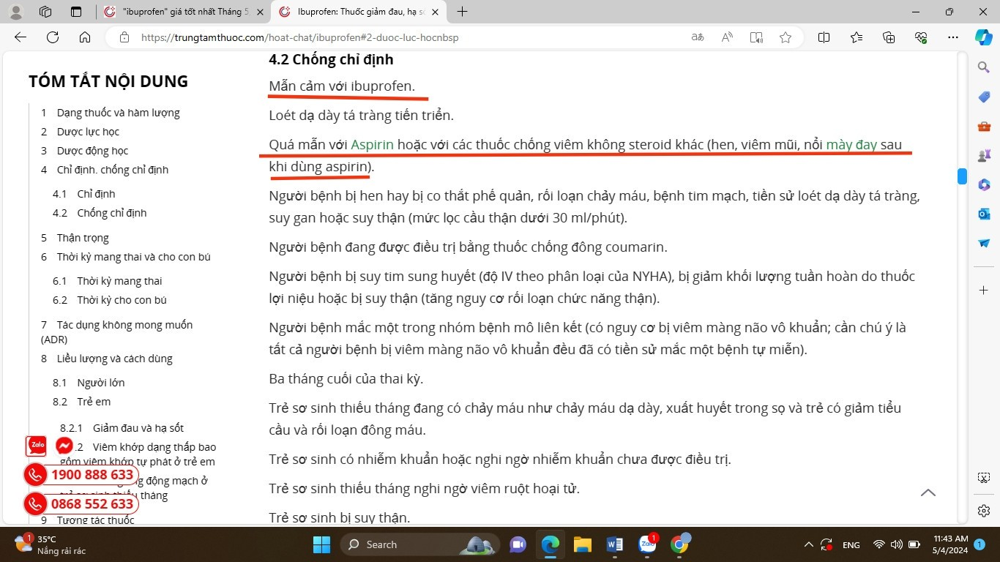 "ibuprofen" giá tốt nhất Tháng 5
Ibuprofen: Thuốc giảm đau, hạ số
https://trungtamthuoc.com/hoat-chat/ibuprofen#2-duoc-luc-hocnbsp
TÓM TẮT NỘI DUNG
1 Dạng thuốc và hàm lượng
2 Dược lực học
3 Dược động học
4 Chỉ định. chống chỉ định
4.1 Chỉ định
4.2 Chống chỉ định
5 Thận trọng
6 Thời kỳ mang thai và cho con bú
6.1 Thời kỳ mang thai
6.2 Thời kỳ cho con bú
7 Tác dụng không mong muốn
(ADR)
8 Liều lượng và cách dùng
8.1 Người lớn
8.2 Trẻ em
8.2.1 Giảm đau và hạ sốt
.2 Viêm khớp dạng thấp bao
gồm viêm khớp tự phát ở trẻ em
động mạch ở
tháng
9 Tương tác thuốc
Zalo
1900 888 633
0868 552 633
4.2 Chống chỉ định
Mẫn cảm với ibuprofen.
Loét dạ dày tá tràng tiến triển.
Quá mẫn với Aspirin hoặc với các thuốc chống viêm không steroid khác (hen, viêm mũi, nổi mày đay sau
khi dùng aspirin).
Người bệnh bị hen hay bị co thắt phế quản, rối loạn chảy máu, bệnh tim mạch, tiền sử loét dạ dày tá tràng,
suy gan hoặc suy thận (mức lọc cầu thận dưới 30 ml/phút).
Người bệnh đang được điều trị bằng thuốc chống đông coumarin.
Người bệnh bị suy tim sung huyết (độ IV theo phân loại của NYHA), bị giảm khối lượng tuần hoàn do thuốc
lợi niệu hoặc bị suy thận (tăng nguy cơ rối loạn chức năng thận).
Người bệnh mắc một trong nhóm bệnh mô liên kết (có nguy cơ bị viêm màng não vô khuẩn; cần chú ý là
tất cả người bệnh bị viêm màng não vô khuẩn đều đã có tiền sử mắc một bệnh tự miễn).
Ba tháng cuối của thai kỳ.
Trẻ sơ sinh thiếu tháng đang có chảy máu như chảy máu dạ dày, xuất huyết trong sọ và trẻ có giảm tiểu
cầu và rối loạn đông máu.
Trẻ sơ sinh có nhiễm khuẩn hoặc nghi ngờ nhiễm khuẩn chưa được điều trị.
Trẻ sơ sinh thiếu tháng nghi ngờ viêm ruột hoại tử.
Trẻ sơ sinh bị suy thận.
1
35°C
Nắng rải rác
Search
Zalo
1
ENG
11:43 AM
5/4/2024
1